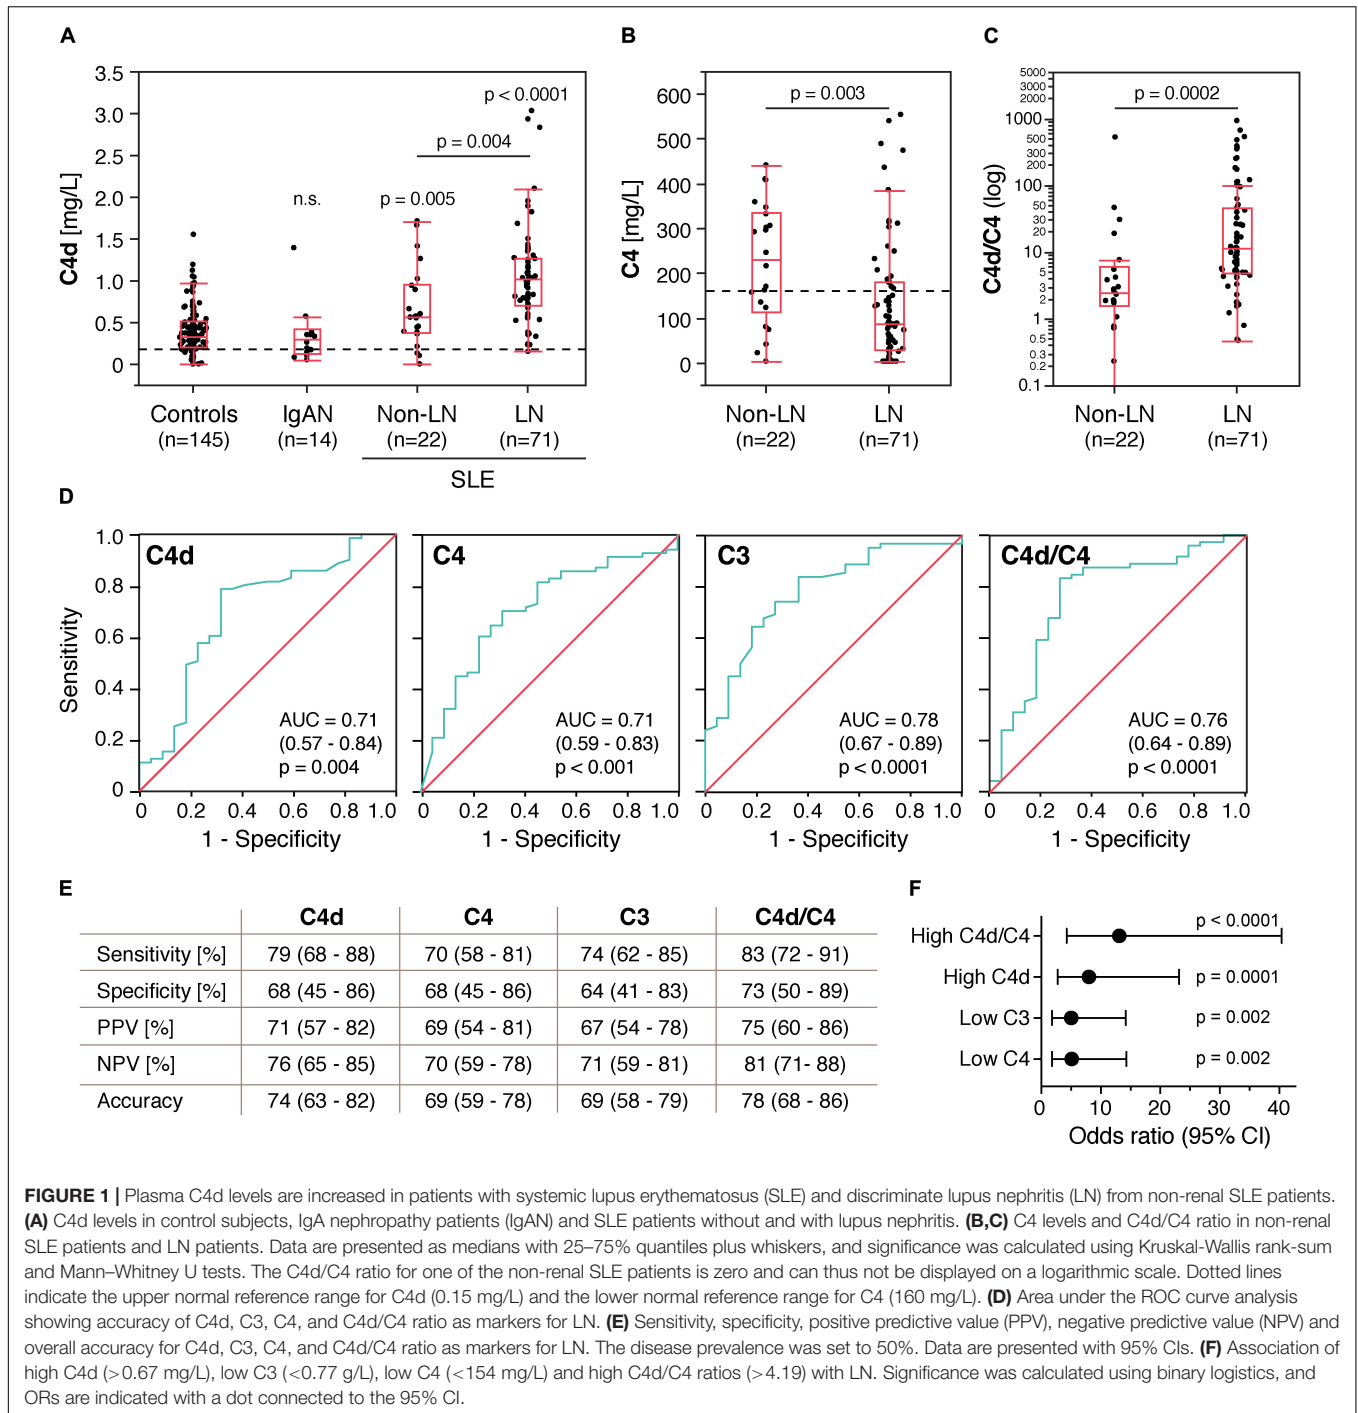 A
B
C
C4d [mg/L]
3.5
3.0
2.5
2.0
1.5
1.0
0.5
0
n.s.
p = 0.005
p = 0.004
p < 0.0001
Controls
(n=145)
IgAN
(n=14)
Non-LN
(n=22)
LN
(n=71)
SLE
C4 [mg/L]
600
500
400
300
200
100
0
p = 0.003
Non-LN
(n=22)
LN
(n=71)
C4d/C4 (log)
5000
3000
2000
1000
500
300
200
100
50
30
20
10
5
3
2
1
0.5
0.3
0.2
0.1
p = 0.0002
Non-LN
(n=22)
LN
(n=71)
D
Sensitivity
1.0
0.8
0.6
0.4
0.2
0
C4d
AUC = 0.71
(0.57 - 0.84)
p = 0.004
0 0.2 0.4 0.6 0.8 1.0
1 - Specificity
C4
AUC = 0.71
(0.59 - 0.83)
p < 0.001
0 0.2 0.4 0.6 0.8 1.0
1 - Specificity
C3
AUC = 0.78
(0.67 - 0.89)
p < 0.0001
0 0.2 0.4 0.6 0.8 1.0
1 - Specificity
C4d/C4
AUC = 0.76
(0.64 - 0.89)
p < 0.0001
0 0.2 0.4 0.6 0.8 1.0
1 - Specificity
E
C4d C4 C3 C4d/C4
Sensitivity [%] 79 (68 - 88) 70 (58 - 81) 74 (62 - 85) 83 (72 - 91)
Specificity [%] 68 (45 - 86) 68 (45 - 86) 64 (41 - 83) 73 (50 - 89)
PPV [%] 71 (57 - 82) 69 (54 - 81) 67 (54 - 78) 75 (60 - 86)
NPV [%] 76 (65 - 85) 70 (59 - 78) 71 (59 - 81) 81 (71- 88)
Accuracy 74 (63 - 82) 69 (59 - 78) 69 (58 - 79) 78 (68 - 86)
F
High C4d/C4 p < 0.0001
High C4d p = 0.0001
Low C3 p = 0.002
Low C4 p = 0.002
0 10 20 30 40
Odds ratio (95% CI)
FIGURE 1 | Plasma C4d levels are increased in patients with systemic lupus erythematosus (SLE) and discriminate lupus nephritis (LN) from non-renal SLE patients.
(A) C4d levels in control subjects, IgA nephropathy patients (IgAN) and SLE patients without and with lupus nephritis. (B,C) C4 levels and C4d/C4 ratio in non-renal
SLE patients and LN patients. Data are presented as medians with 25–75% quantiles plus whiskers, and significance was calculated using Kruskal-Wallis rank-sum
and Mann–Whitney U tests. The C4d/C4 ratio for one of the non-renal SLE patients is zero and can thus not be displayed on a logarithmic scale. Dotted lines
indicate the upper normal reference range for C4d (0.15 mg/L) and the lower normal reference range for C4 (160 mg/L). (D) Area under the ROC curve analysis
showing accuracy of C4d, C3, C4, and C4d/C4 ratio as markers for LN. (E) Sensitivity, specificity, positive predictive value (PPV), negative predictive value (NPV) and
overall accuracy for C4d, C3, C4, and C4d/C4 ratio as markers for LN. The disease prevalence was set to 50%. Data are presented with 95% CIs. (F) Association of
high C4d (>0.67 mg/L), low C3 (<0.77 g/L), low C4 (<154 mg/L) and high C4d/C4 ratios (>4.19) with LN. Significance was calculated using binary logistics, and
ORs are indicated with a dot connected to the 95% CI.